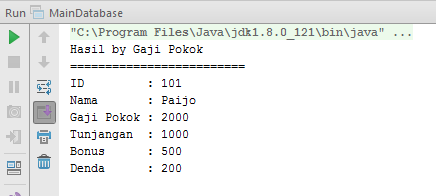 Run MainDatabase
"C:\Program Files\Java\jdk1.8.0_121\bin\java" ...
Hasil by Gaji Pokok
=========================
ID         : 101
Nama       : Paijo
Gaji Pokok : 2000
Tunjangan  : 1000
Bonus      : 500
Denda      : 200